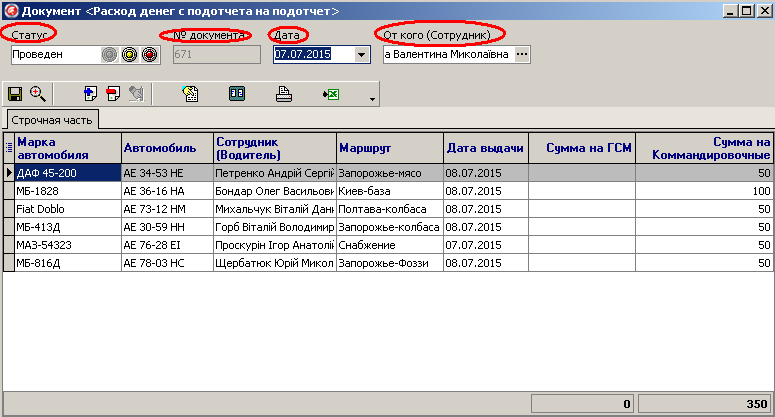 Документ <Расход денег с подотчета на подотчет>
Статус № документа Дата От кого (Сотрудник)
Проведен 671 07.07.2015 а Валентина Миколаївна ...
Строчная часть
Марка автомобиля Автомобиль Сотрудник (Водитель) Маршрут Дата выдачи Сумма на ГСМ Сумма на Коммандировочные
ДАФ 45-200 АЕ 34-53 НЕ Петренко Андрій Сергій Запорожье-мясо 08.07.2015 50
МБ-1828 АЕ 36-16 НА Бондар Олег Васильови Киев-база 08.07.2015 100
Fiat Doblo АЕ 73-12 НМ Михальчук Віталій Дан Полтава-колбаса 08.07.2015 50
МБ-413Д АЕ 30-59 НН Горб Віталій Володимир Запорожье-колбаса 08.07.2015 50
МАЗ-54323 АЕ 76-28 ЕІ Проскурін Ігор Анатолі Снабжение 07.07.2015 50
МБ-816Д АЕ 78-03 НС Щербатюк Юрій Микол Запорожье-Фоззи 08.07.2015 50
0 350